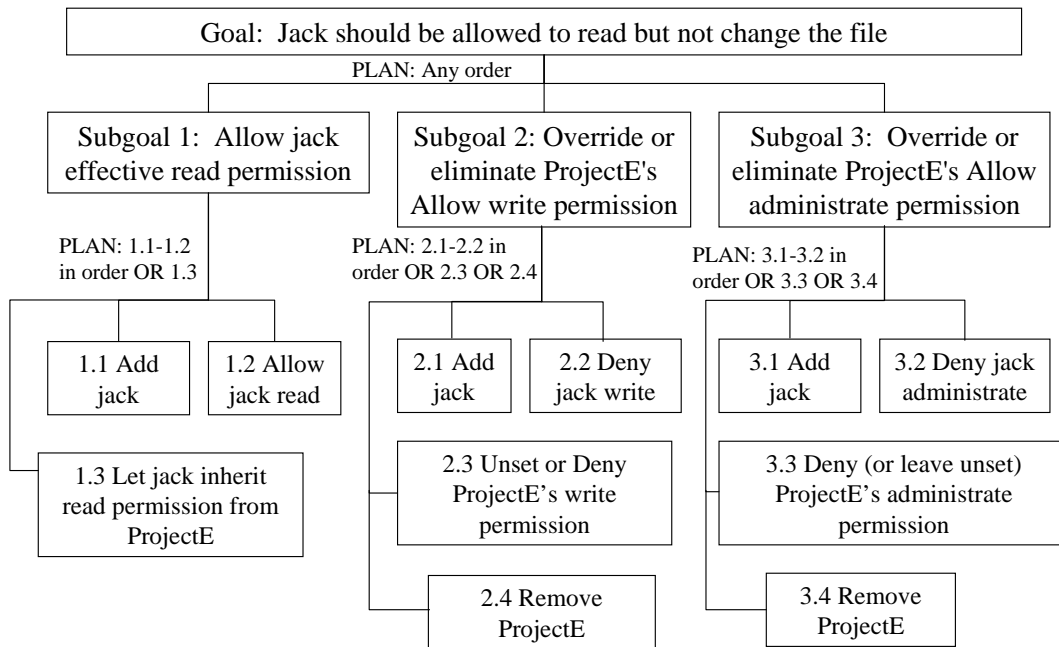 Goal:  Jack should be allowed to read but not change the file
PLAN: Any order
Subgoal 1:  Allow jack
effective read permission
Subgoal 2: Override or
eliminate ProjectE's
Allow write permission
Subgoal 3:  Override or
eliminate ProjectE's Allow
administrate permission
PLAN: 1.1-1.2
in order OR 1.3
PLAN: 2.1-2.2 in
order OR 2.3 OR 2.4
PLAN: 3.1-3.2 in
order OR 3.3 OR 3.4
1.1 Add
jack
1.2 Allow
jack read
2.1 Add
jack
2.2 Deny
jack write
3.1 Add
jack
3.2 Deny jack
administrate
1.3 Let jack inherit
read permission from
ProjectE
2.3 Unset or Deny
ProjectE’s write
permission
3.3 Deny (or leave unset)
ProjectE’s administrate
permission
2.4 Remove
ProjectE
3.4 Remove
ProjectE